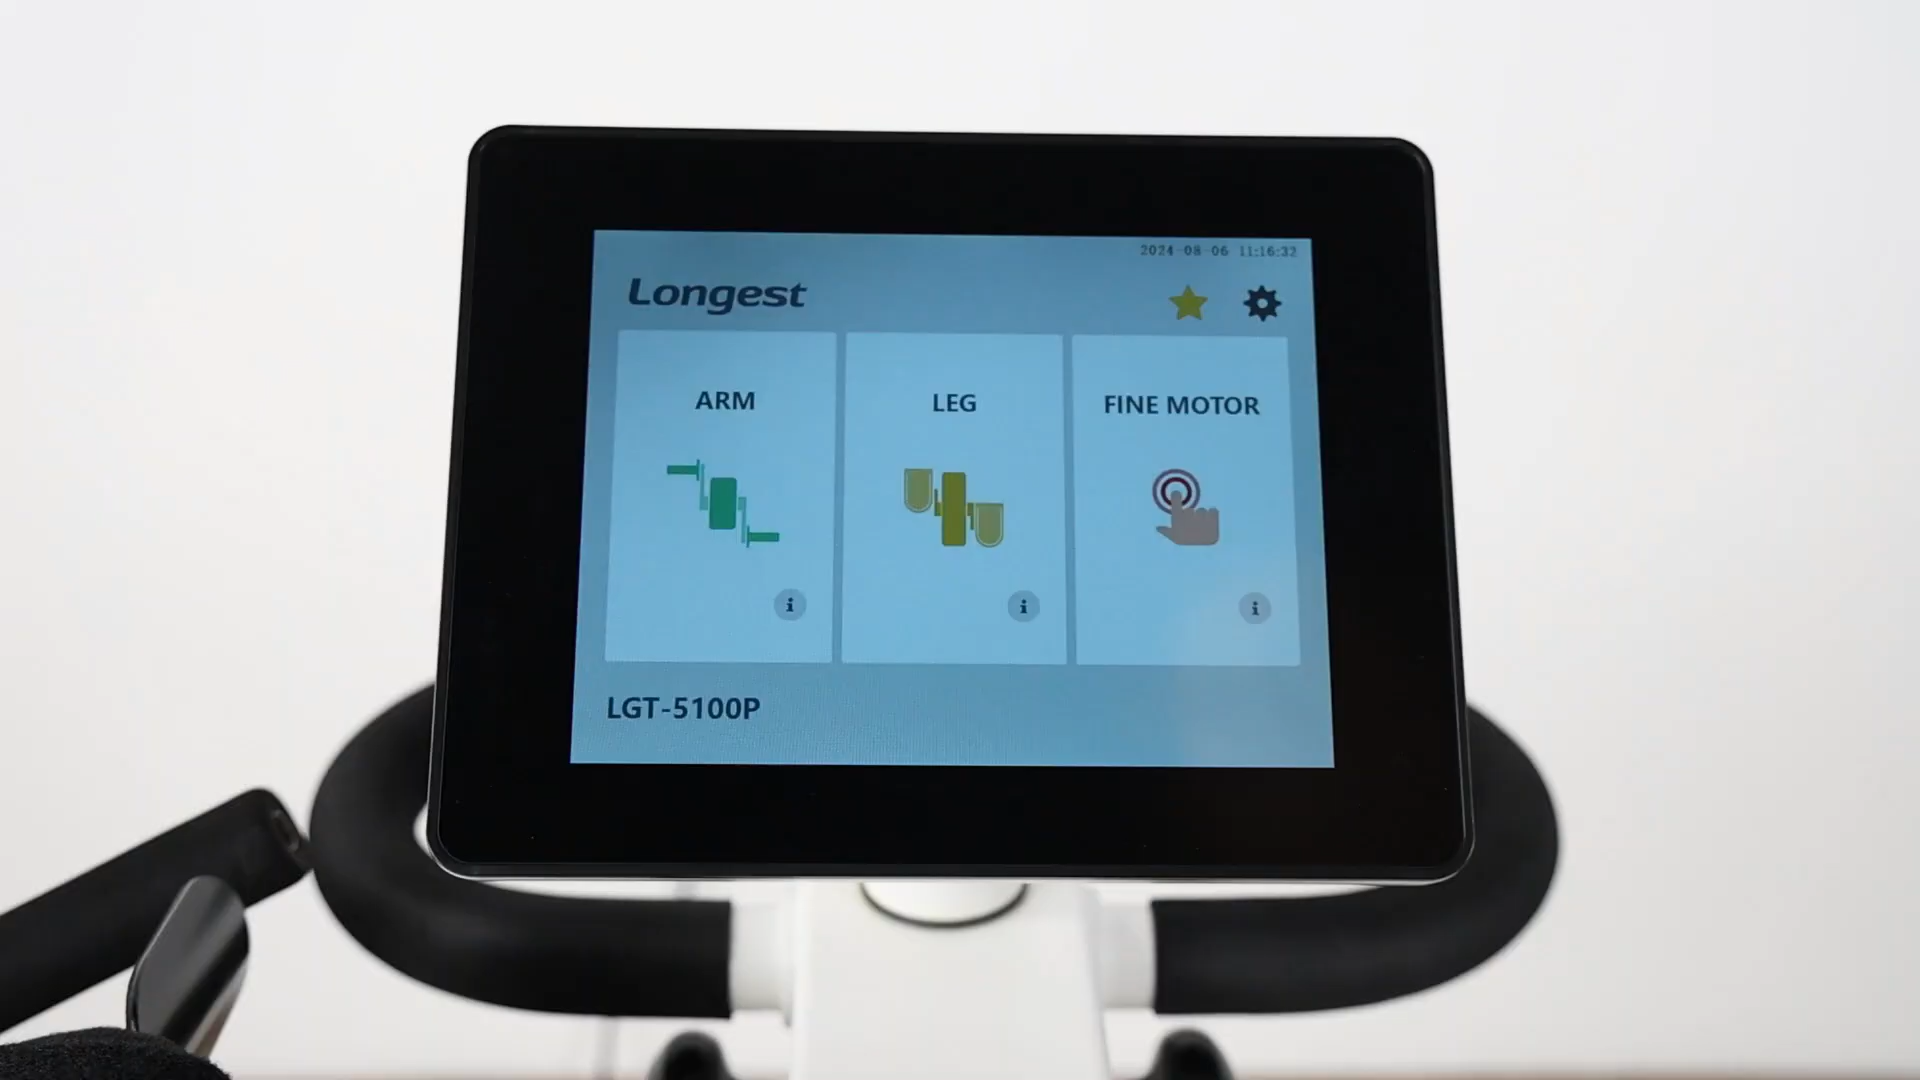 2024-08-06 11:16:32
Longest
ARM
LEG
FINE MOTOR
i
i
i
LGT-5100P